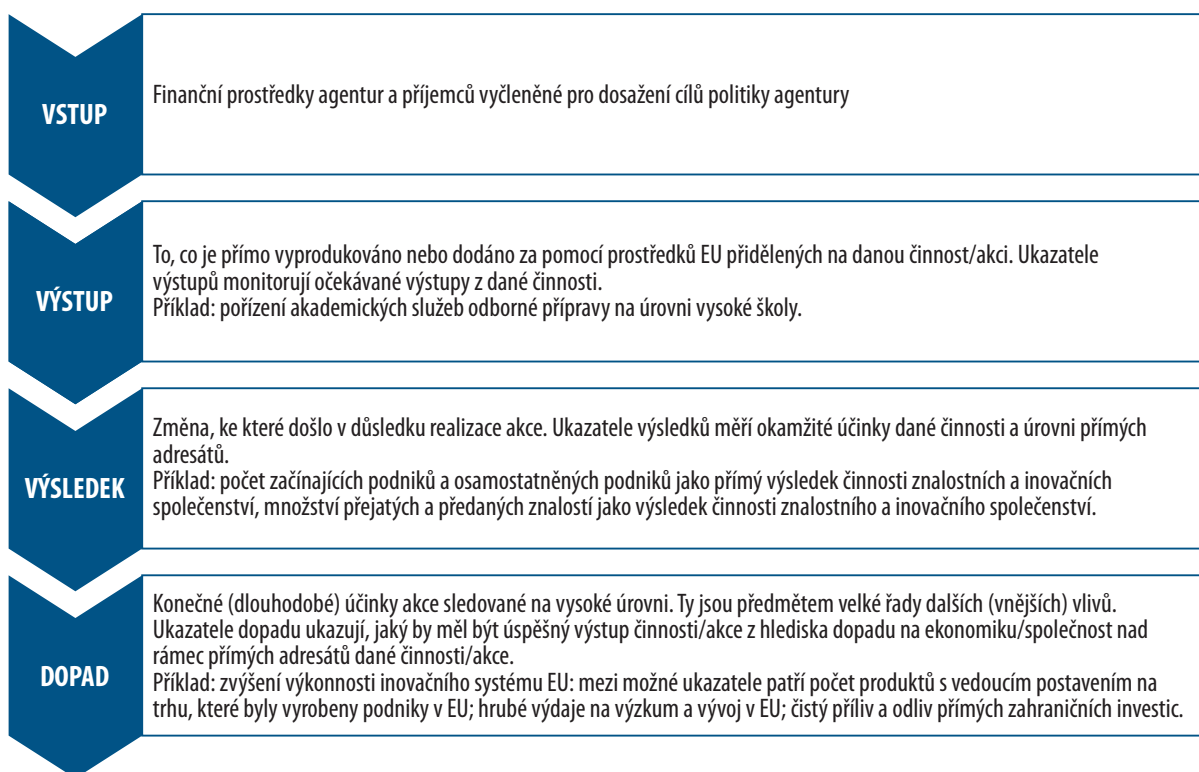 VSTUP
Finanční prostředky agentur a příjemců vyčleněné pro dosažení cílů politiky agentury
VÝSTUP
To, co je přímo vyprodukováno nebo dodáno za pomocí prostředků EU přidělených na danou činnost/akci. Ukazatele
výstupů monitorují očekávané výstupy z dané činnosti.
Příklad: pořízení akademických služeb odborné přípravy na úrovni vysoké školy.
VÝSLEDEK
Změna, ke které došlo v důsledku realizace akce. Ukazatele výsledků měří okamžité účinky dané činnosti a úrovni přímých
adresátů.
Příklad: počet začínajících podniků a osamostatněných podniků jako přímý výsledek činnosti znalostních a inovačních
společenství, množství přejatých a předaných znalostí jako výsledek činnosti znalostního a inovačního společenství.
DOPAD
Konečné (dlouhodobé) účinky akce sledované na vysoké úrovni. Ty jsou předmětem velké řady dalších (vnějších) vlivů.
Ukazatele dopadu ukazují, jaký by měl být úspěšný výstup činnosti/akce z hlediska dopadu na ekonomiku/společnost nad
rámec přímých adresátů dané činnosti/akce.
Příklad: zvýšení výkonnosti inovačního systému EU: mezi možné ukazatele patří počet produktů s vedoucím postavením na
trhu, které byly vyrobeny podniky v EU; hrubé výdaje na výzkum a vývoj v EU; čistý příliv a odliv přímých zahraničních investic.